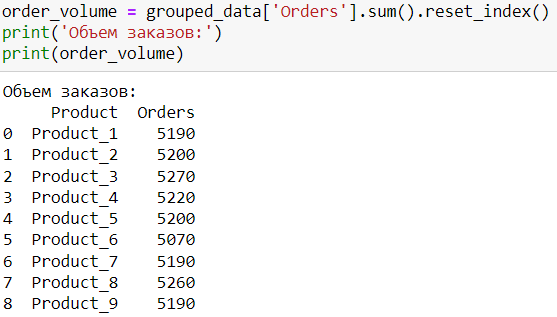 order_volume = grouped_data['Orders'].sum().reset_index()
print('Объем заказов:')
print(order_volume)
Объем заказов:
Product Orders
0 Product_1 5190
1 Product_2 5200
2 Product_3 5270
3 Product_4 5220
4 Product_5 5200
5 Product_6 5070
6 Product_7 5190
7 Product_8 5260
8 Product_9 5190